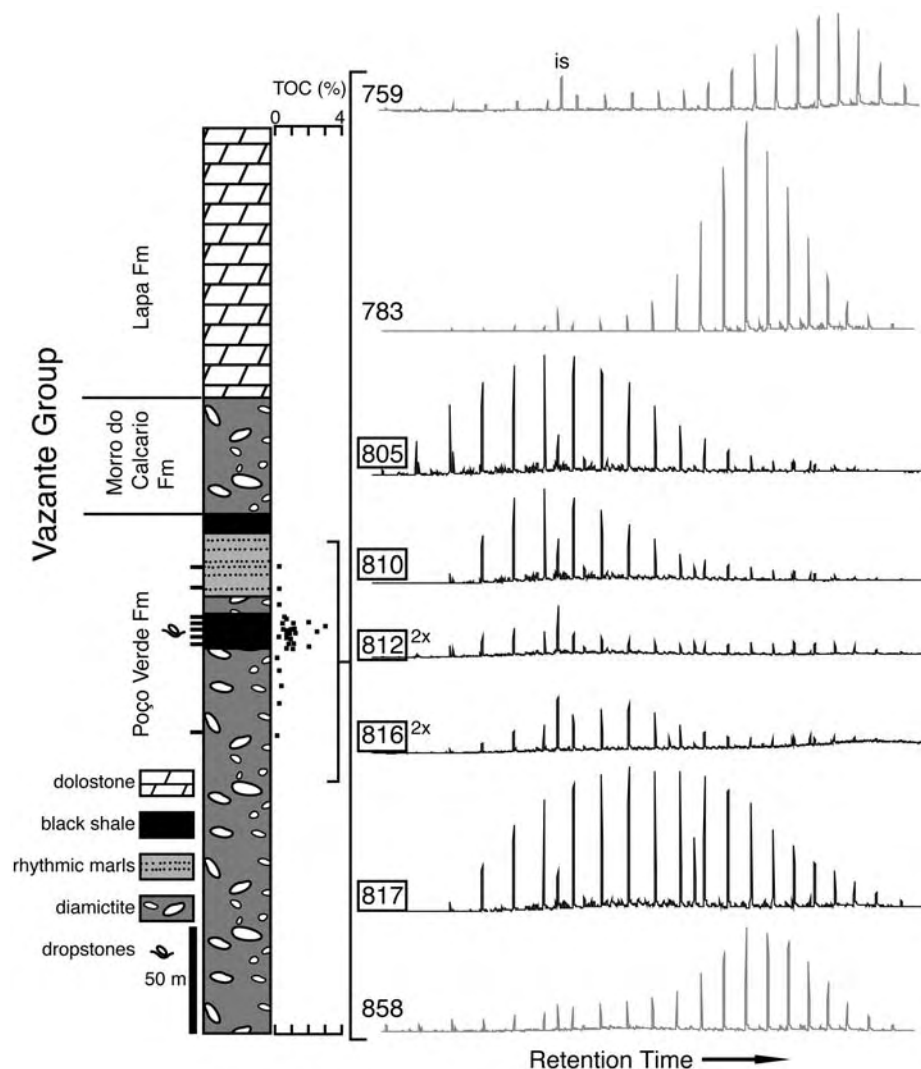 TOC (%)
0 4
is
759
783
805
810
812 2x
816 2x
817
858
Vazante Group
Lapa Fm
Morro do
Calcario
Fm
Poço Verde Fm
dolostone
black shale
rhythmic marls
diamictite
dropstones
50 m
Retention Time